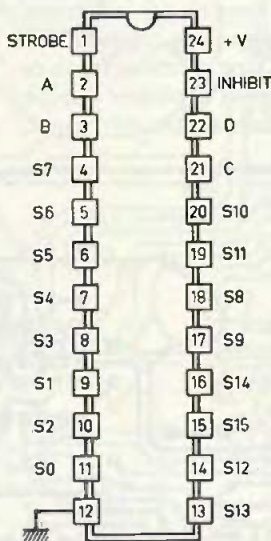 STROBE 1 24 + V
A 2 23 INHIBIT
B 3 22 D
S7 4 21 C
S6 5 20 S10
S5 6 19 S11
S4 7 18 S8
S3 8 17 S9
S1 9 16 S14
S2 10 15 S15
S0 11 14 S12
12 13 S13